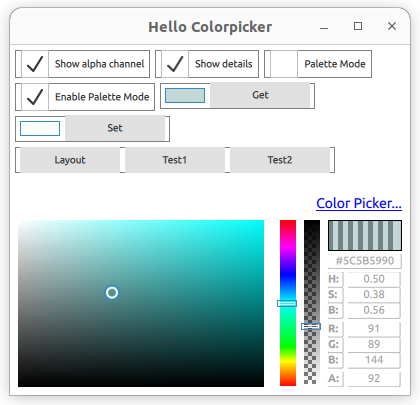 Hello Colorpicker
Show alpha channel Show details Palette Mode
Enable Palette Mode Get
Set
Layout Test1 Test2
Color Picker...
#5C5B5990
H: 0.50
S: 0.38
B: 0.56
R: 91
G: 89
B: 144
A: 92